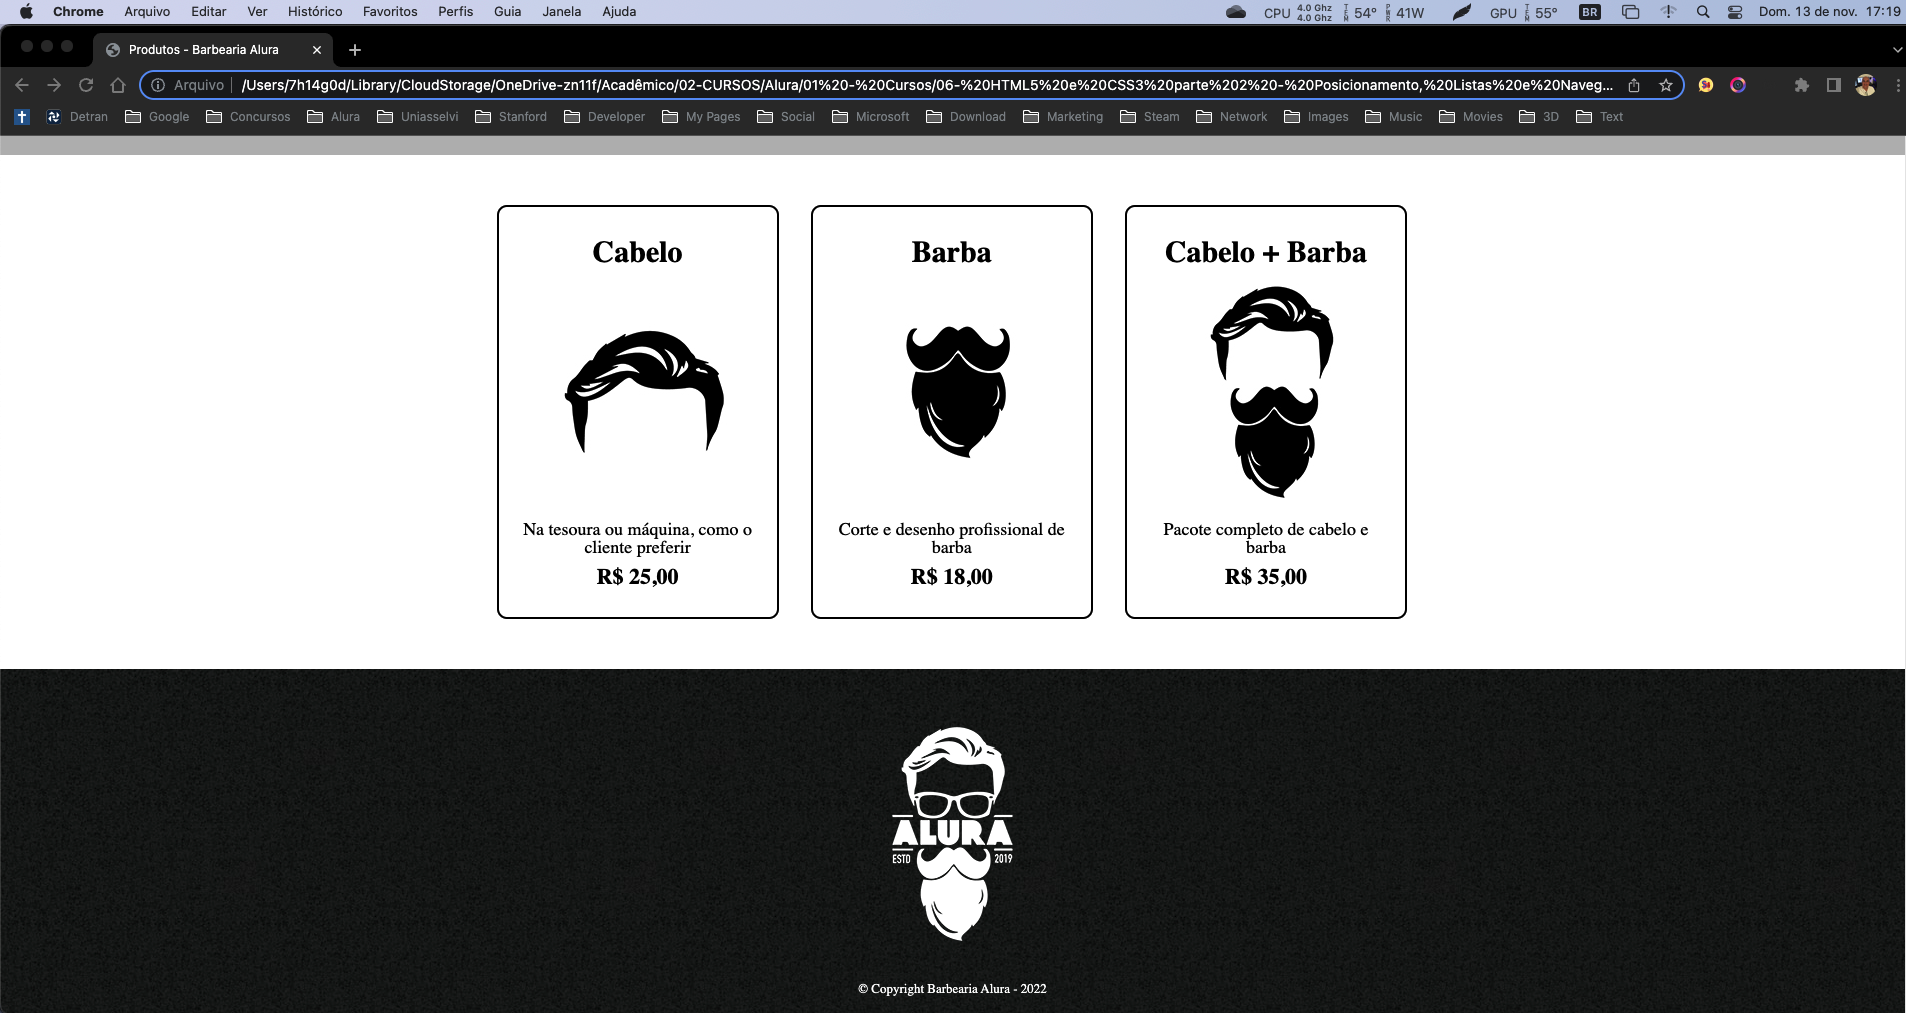 Chrome Arquivo Editar Ver Histórico Favoritos Perfis Guia Janela Ajuda CPU 4.0 Ghz 4.0 Ghz TEM 54º PWR 41W GPU TEM 55º BR Dom. 13 de nov. 17:19
Produtos - Barbearia Alura
Arquivo /Users/7h14g0d/Library/CloudStorage/OneDrive-zn11f/Acadêmico/02-CURSOS/Alura/01%20-%20Cursos/06-%20HTML5%20e%20CSS3%20parte%202%20-%20Posicionamento,%20Listas%20e%20Naveg...
Detran Google Concursos Alura Uniasselvi Stanford Developer My Pages Social Microsoft Download Marketing Steam Network Images Music Movies 3D Text
Cabelo
Na tesoura ou máquina, como o
cliente preferir
R$ 25,00
Barba
Corte e desenho profissional de
barba
R$ 18,00
Cabelo + Barba
Pacote completo de cabelo e
barba
R$ 35,00
ALURA
ESTD 2019
© Copyright Barbearia Alura - 2022